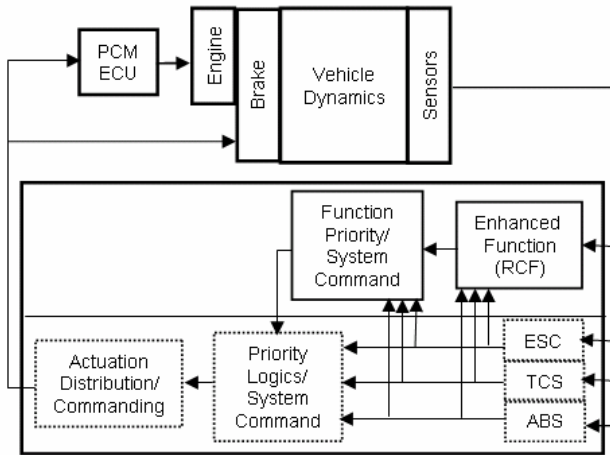 PCM
ECU
Engine
Brake
Vehicle
Dynamics
Sensors
Function
Priority/
System
Command
Enhanced
Function
(RCF)
Actuation
Distribution/
Commanding
Priority
Logics/
System
Command
ESC
TCS
ABS